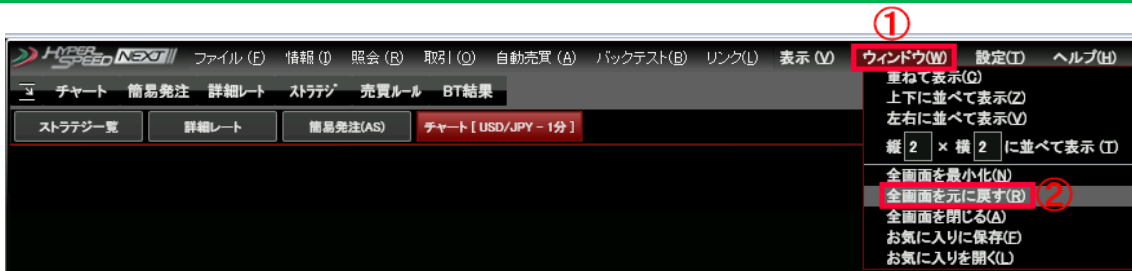 ①
HYPER SPEED NEXT ファイル (F) 情報 (I) 照会 (R) 取引 (O) 自動売買 (A) バックテスト(B) リンク(L) 表示 (V) ウィンドウ(W) 設定(T) ヘルプ(H)
チャート 簡易発注 詳細レート ストラテジ 売買ルール BT結果
ストラテジ一覧 詳細レート 簡易発注(AS) チャート [ USD/JPY - 1分 ]
重ねて表示(C)
上下に並べて表示(Z)
左右に並べて表示(V)
縦 2 × 横 2 に並べて表示 (T)
全画面を最小化(N)
全画面を元に戻す(R) ②
全画面を閉じる(A)
お気に入りに保存(F)
お気に入りを開く(L)